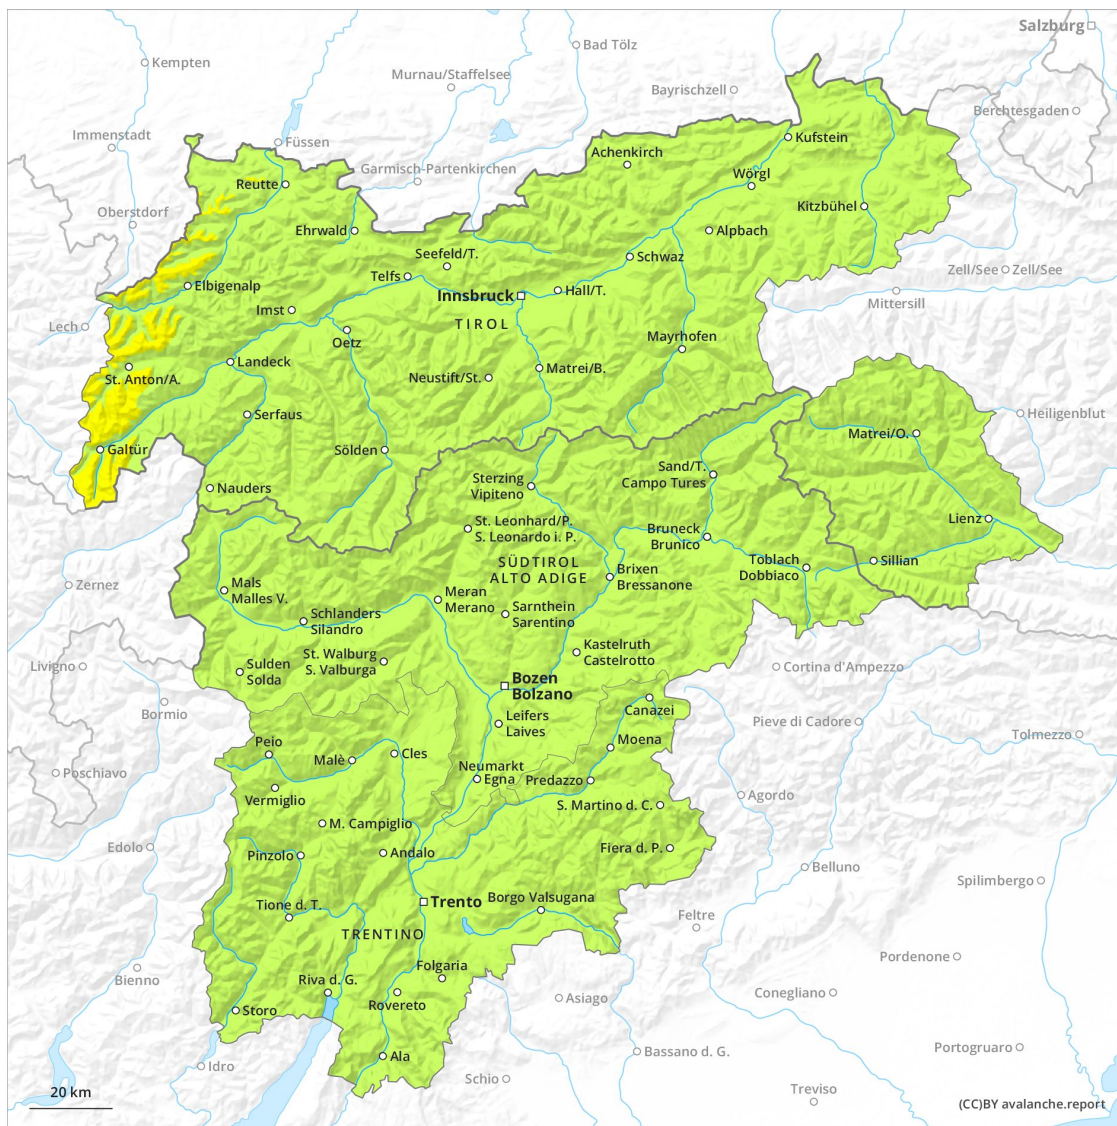 Salzburg
Bad Tölz
Kempten
Murnau/Staffelsee
Bayrischzell
Berchtesgaden
Immenstadt
Füssen
Kufstein
Achenkirch
Garmisch-Partenkirchen
Wörgl
Reutte
Kitzbühel
Oberstdorf
Ehrwald
Alpbach
Seefeld/T.
Schwaz
Telfs
Zell/See
Zell/See
Elbigenalp
Hall/T.
Innsbruck
Mittersill
Imst
Lech
TIROL
Oetz
Mayrhofen
Landeck
Matrei/B.
St. Anton/A.
Neustift/St.
Serfaus
Heiligenblut
Matrei/O.
Galtür
Sölden
Sand/T.
Campo Tures
Sterzing
Vipiteno
Nauders
Lienz
St. Leonhard/P.
S. Leonardo i. P.
Bruneck
Brunico
SÜDTIROL
ALTO ADIGE
Toblach
Dobbiaco
Sillian
Brixen
Bressanone
Zernez
Mals
Malles V.
Meran
Merano
Sarnthein
Sarentino
Schlanders
Silandro
Kastelruth
Castelrotto
St. Walburg
S. Valburga
Livigno
Sulden
Solda
Cortina d'Ampezzo
Bozen
Bolzano
Bormio
Canazei
Leifers
Laives
Pieve di Cadore
Tolmezzo
Peio
Moena
Malè
Cles
Neumarkt
Egna
Poschiavo
Predazzo
Vermiglio
Agordo
S. Martino d. C.
M. Campiglio
Edolo
Pinzolo
Andalo
Fiera d. P.
Belluno
Spilimbergo
Trento
Borgo Valsugana
Tione d. T.
Feltre
TRENTINO
Pordenone
Folgaria
Bienno
Riva d. G.
Conegliano
Asiago
Rovereto
Storo
Portogruaro
Bassano d. G.
Ala
Idro
Schio
Treviso
20 km
(CC)BY avalanche.report